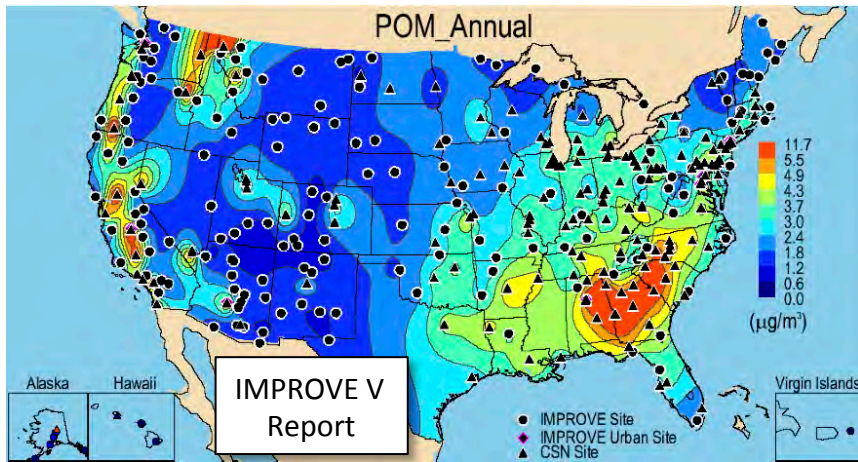 POM_Annual
11.7
5.5
4.9
4.3
3.7
3.0
2.4
1.8
1.2
0.6
0.0
(μg/m³)
IMPROVE V
Report
Alaska
Hawaii
IMPROVE Site
IMPROVE Urban Site
CSN Site
Virgin Islands